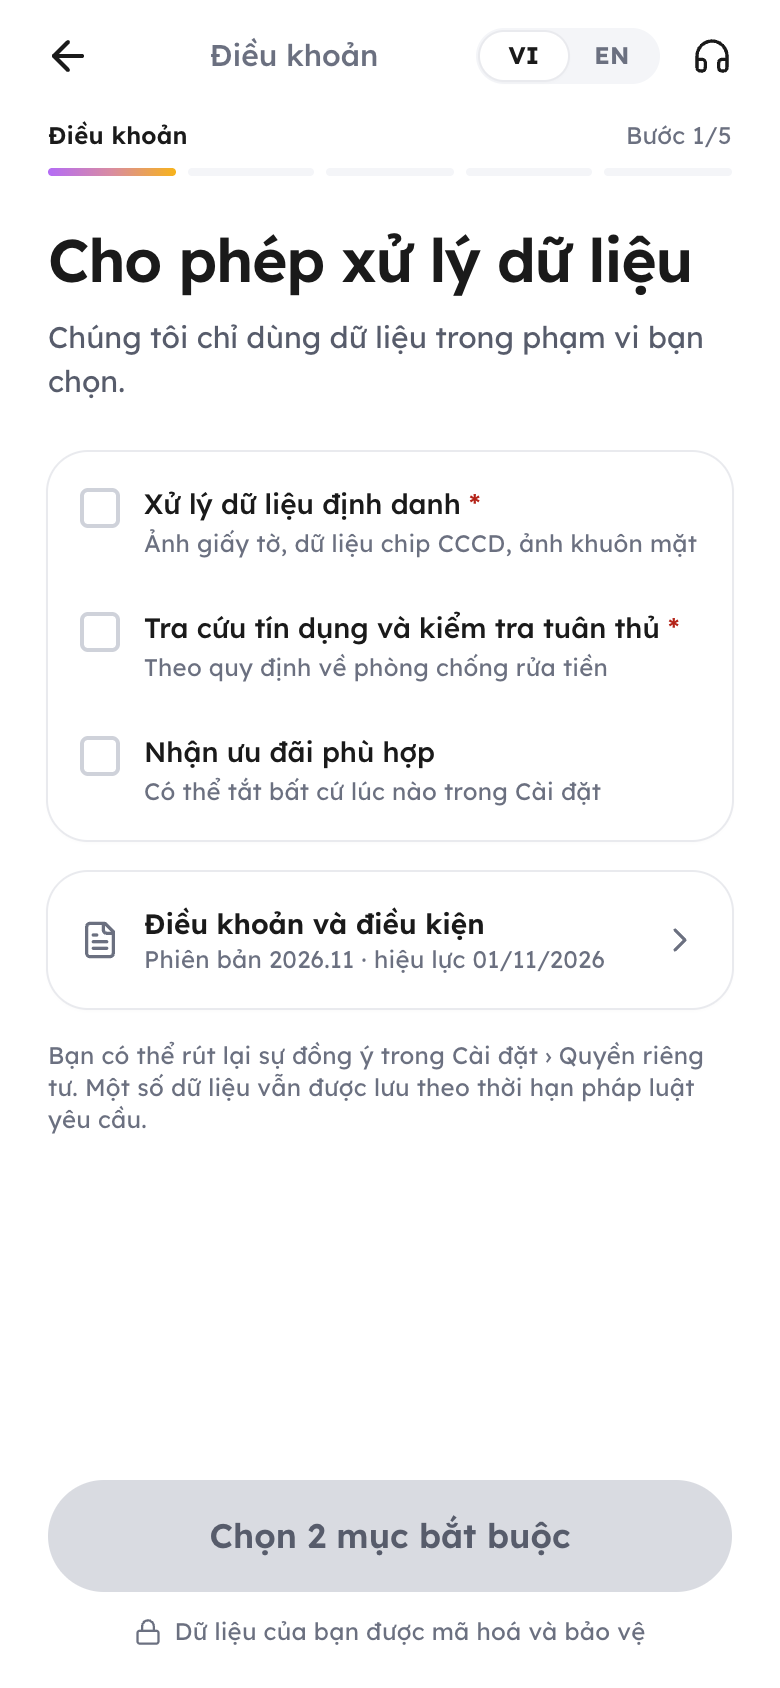 Điều khoản
VI
EN
Điều khoản
Bước 1/5
Cho phép xử lý dữ liệu
Chúng tôi chỉ dùng dữ liệu trong phạm vi bạn
chọn.
Xử lý dữ liệu định danh *
Ảnh giấy tờ, dữ liệu chip CCCD, ảnh khuôn mặt
Tra cứu tín dụng và kiểm tra tuân thủ *
Theo quy định về phòng chống rửa tiền
Nhận ưu đãi phù hợp
Có thể tắt bất cứ lúc nào trong Cài đặt
Điều khoản và điều kiện
Phiên bản 2026.11 · hiệu lực 01/11/2026
Bạn có thể rút lại sự đồng ý trong Cài đặt › Quyền riêng
tư. Một số dữ liệu vẫn được lưu theo thời hạn pháp luật
yêu cầu.
Chọn 2 mục bắt buộc
Dữ liệu của bạn được mã hoá và bảo vệ